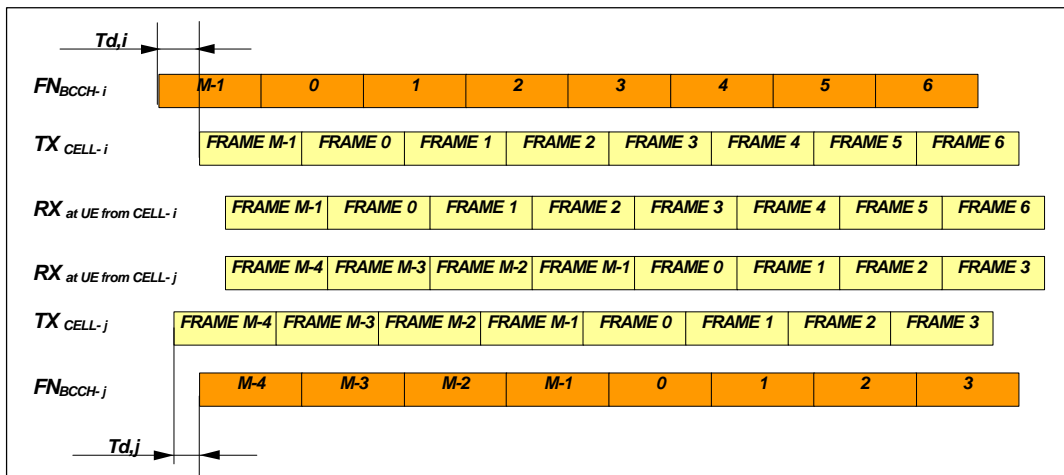 Td,i
FN BCCH- i M-1 0 1 2 3 4 5 6
TX CELL- i FRAME M-1 FRAME 0 FRAME 1 FRAME 2 FRAME 3 FRAME 4 FRAME 5 FRAME 6
RX at UE from CELL- i FRAME M-1 FRAME 0 FRAME 1 FRAME 2 FRAME 3 FRAME 4 FRAME 5 FRAME 6
RX at UE from CELL- j FRAME M-4 FRAME M-3 FRAME M-2 FRAME M-1 FRAME 0 FRAME 1 FRAME 2 FRAME 3
TX CELL- j FRAME M-4 FRAME M-3 FRAME M-2 FRAME M-1 FRAME 0 FRAME 1 FRAME 2 FRAME 3
FN BCCH- j M-4 M-3 M-2 M-1 0 1 2 3
Td,j